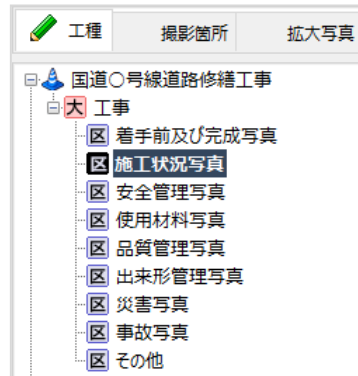 工種 撮影箇所 拡大写真
国道○号線道路修繕工事
大 工事
区 着手前及び完成写真
区 施工状況写真
区 安全管理写真
区 使用材料写真
区 品質管理写真
区 出来形管理写真
区 災害写真
区 事故写真
区 その他